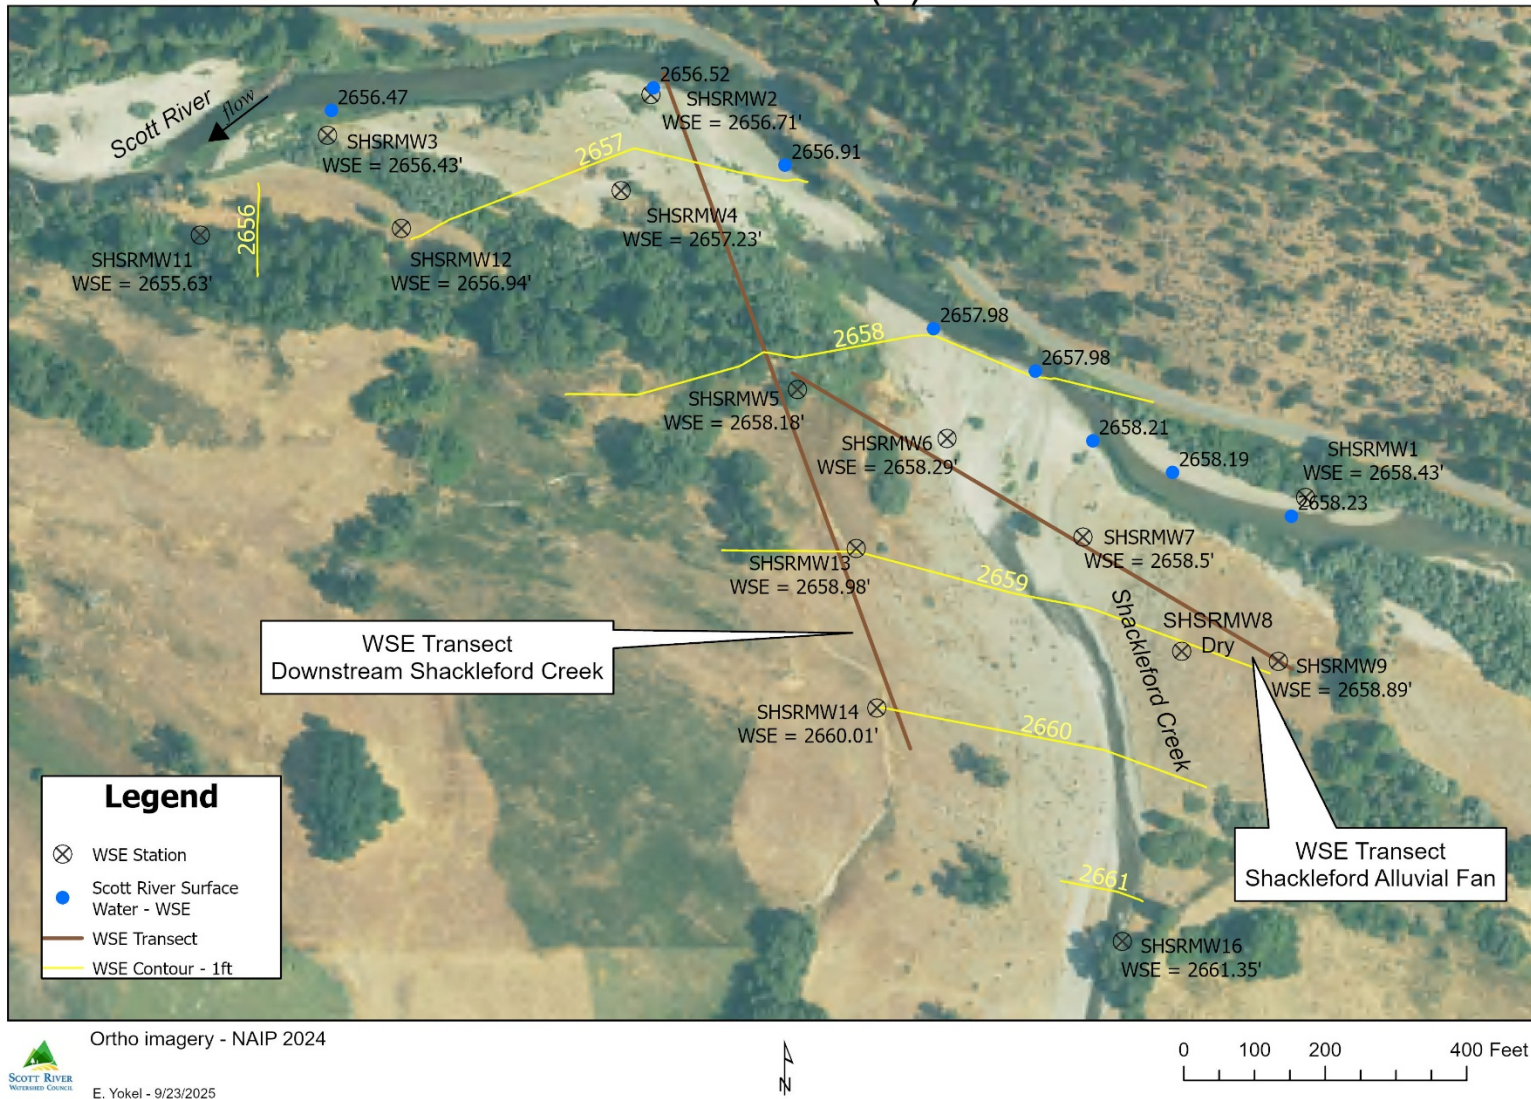 2656.52
SHSRMW2
WSE = 2656.71'
2656.47
Scott River
flow
SHSRMW3
WSE = 2656.43'
2657
2656.91
SHSRMW4
WSE = 2657.23'
2656
SHSRMW11
WSE = 2655.63'
SHSRMW12
WSE = 2656.94'
2657.98
2658
2657.98
SHSRMW5
WSE = 2658.18'
SHSRMW6
WSE = 2658.29'
2658.21
2658.19
SHSRMW1
WSE = 2658.43'
2658.23
SHSRMW7
WSE = 2658.5'
SHSRMW13
WSE = 2658.98'
2659
Shackleford Creek
SHSRMW8
Dry
SHSRMW9
WSE = 2658.89'
WSE Transect
Downstream Shackleford Creek
SHSRMW14
WSE = 2660.01'
2660
WSE Transect
Shackleford Alluvial Fan
2661
SHSRMW16
WSE = 2661.35'
Legend
WSE Station
Scott River Surface
Water - WSE
WSE Transect
WSE Contour - 1ft
Ortho imagery - NAIP 2024
SCOTT RIVER
WATERSHED COUNCIL
E. Yokel - 9/23/2025
N
0 100 200 400 Feet